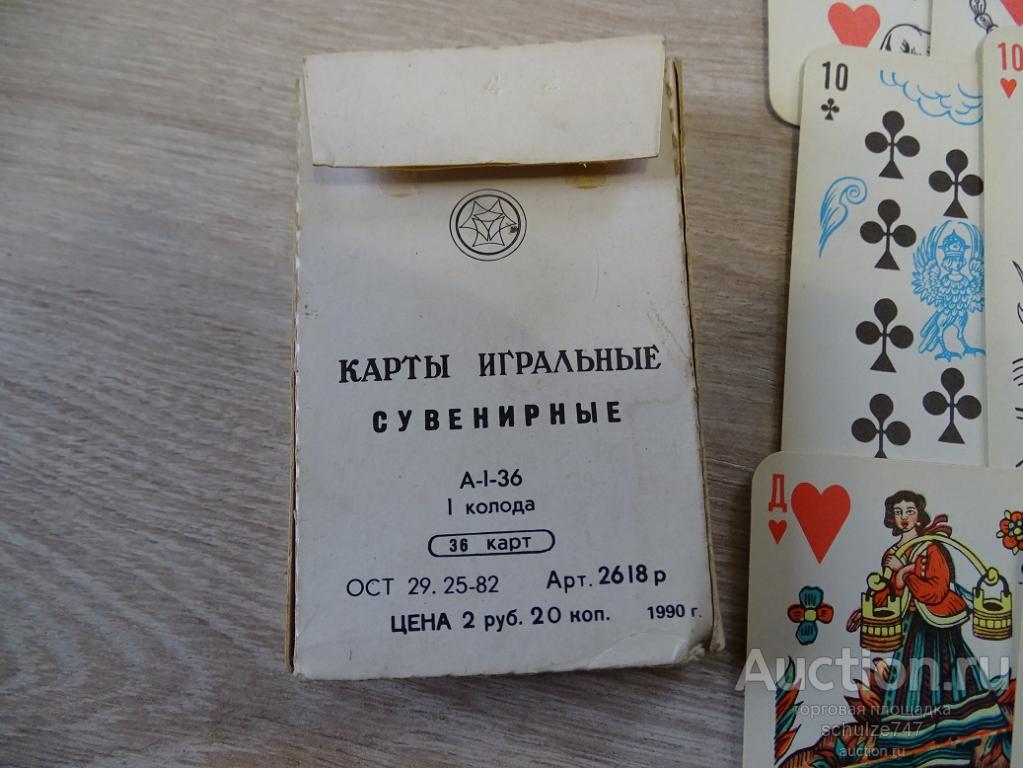 КАРТЫ ИГРАЛЬНЫЕ
СУВЕНИРНЫЕ
А-I-36
I колода
36 карт
ОСТ 29. 25-82 Арт. 2618 р
ЦЕНА 2 руб. 20 коп. 1990 г.
10
10
Д
Auction.ru
торговая площадка
schulze747
auction.ru